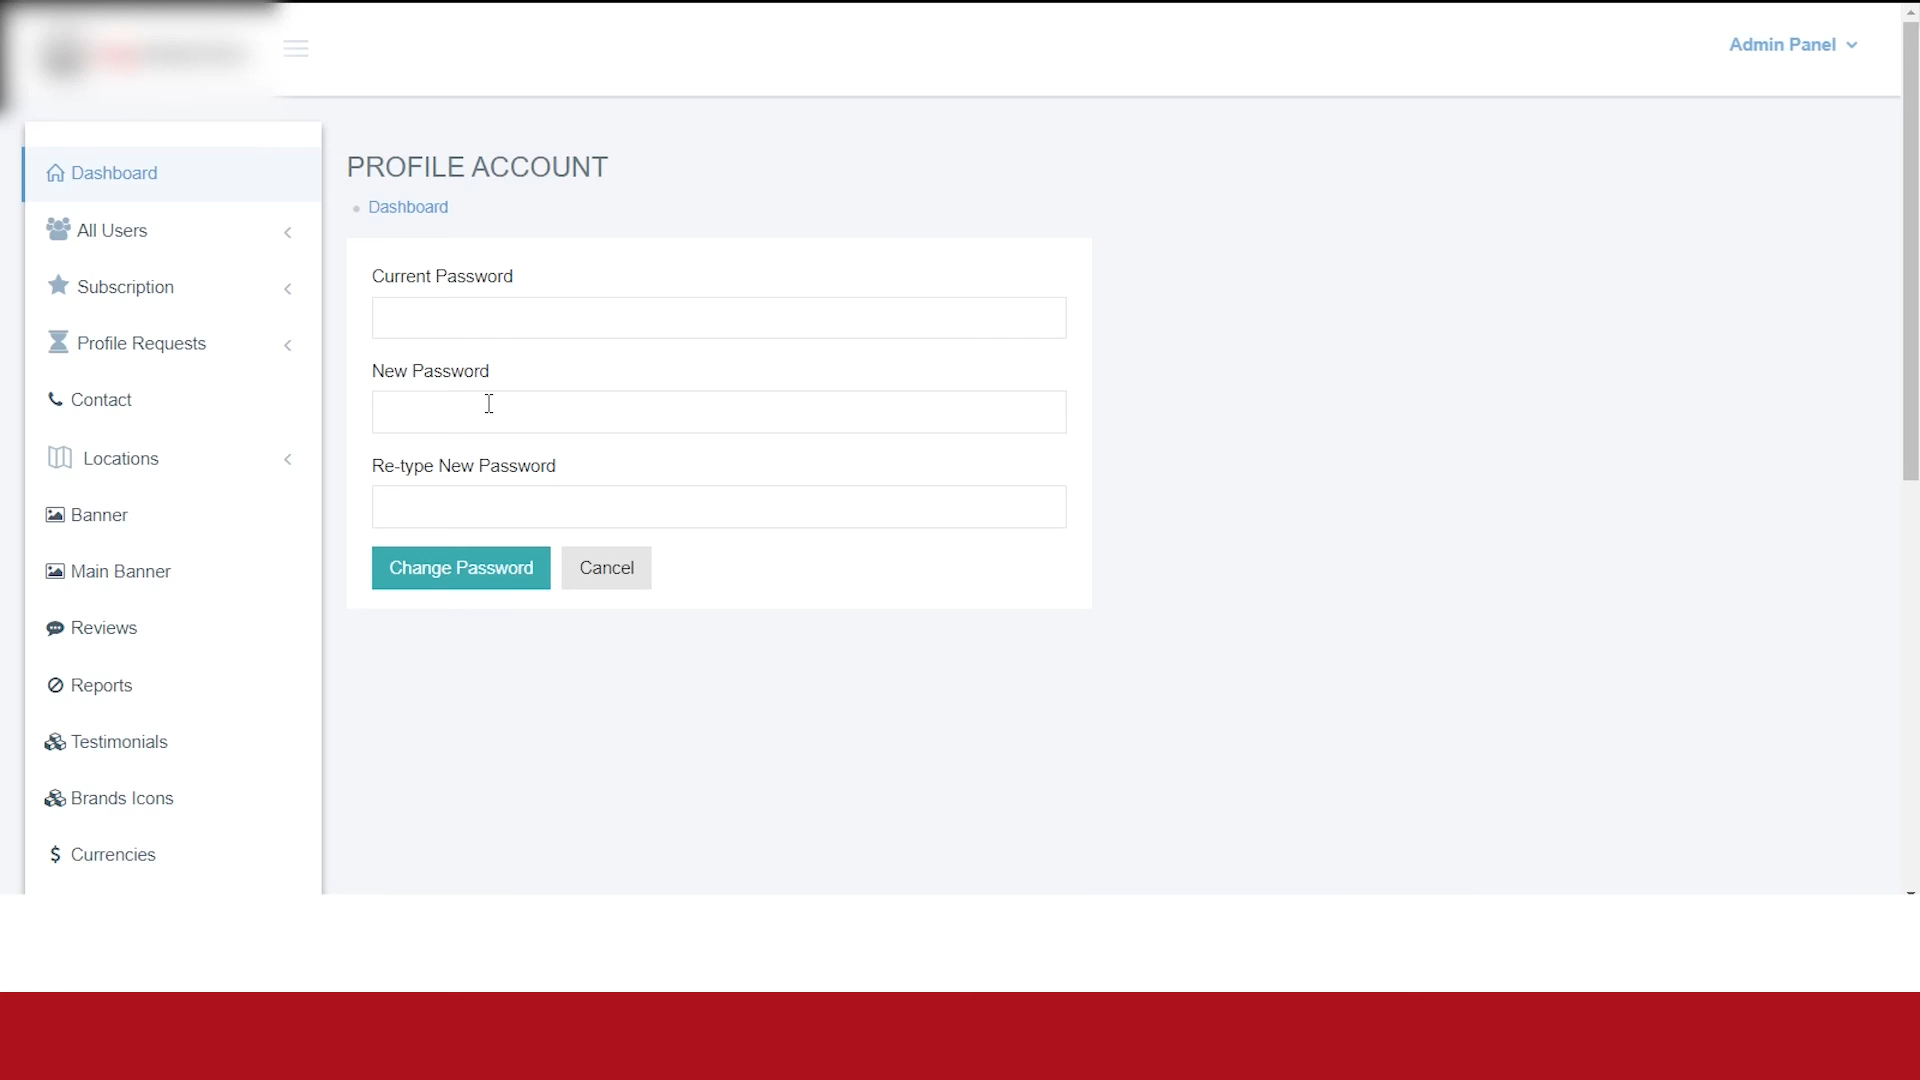 Admin Panel
Dashboard
All Users
Subscription
Profile Requests
Contact
Locations
Banner
Main Banner
Reviews
Reports
Testimonials
Brands Icons
$ Currencies
PROFILE ACCOUNT
Dashboard
Current Password
New Password
Re-type New Password
Change Password
Cancel